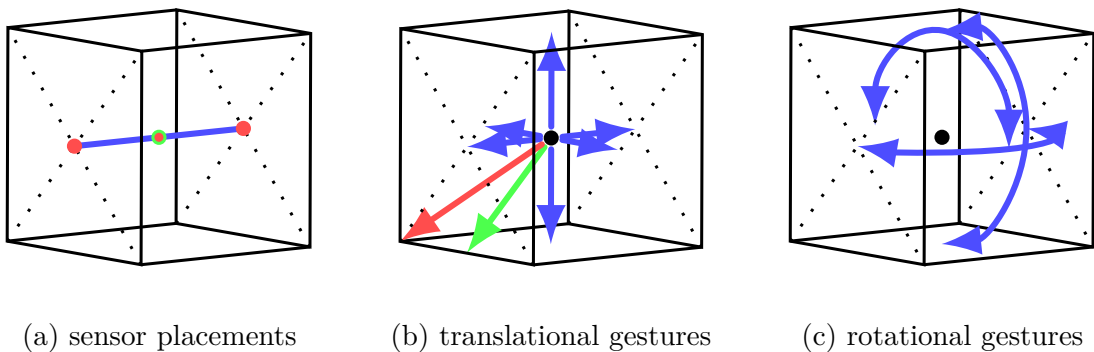 (a) sensor placements
(b) translational gestures
(c) rotational gestures